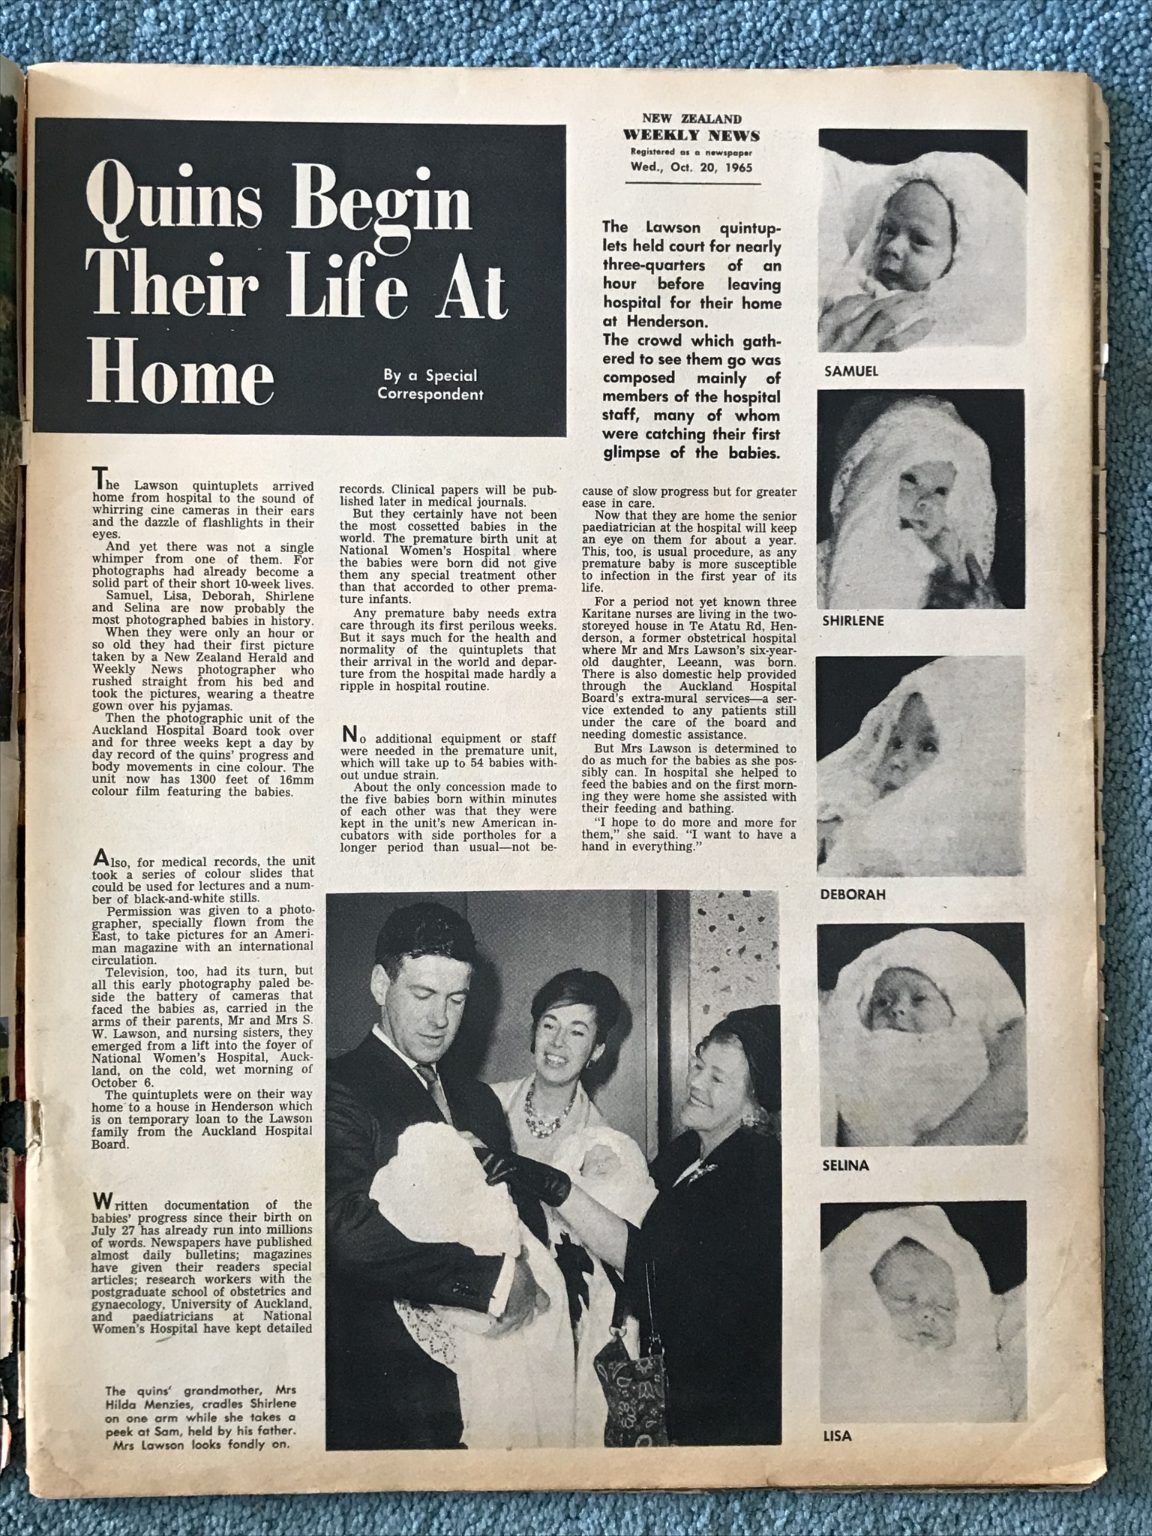 Quins Begin
Their Life At
Home
By a Special
Correspondent
NEW ZEALAND
WEEKLY NEWS
Registered as a newspaper
Wed., Oct. 20, 1965
The Lawson quintup-
lets held court for nearly
three-quarters of an
hour before leaving
hospital for their home
at Henderson.
The crowd which gath-
ered to see them go was
composed mainly of
members of the hospital
staff, many of whom
were catching their first
glimpse of the babies.
The Lawson quintuplets arrived
home from hospital to the sound of
whirring cine cameras in their ears
and the dazzle of flashlights in their
eyes.
And yet there was not a single
whimper from one of them. For
photographs had already become a
solid part of their short 10-week lives.
Samuel, Lisa, Deborah, Shirlene
and Selina are now probably the
most photographed babies in history.
When they were only an hour or
so old they had their first picture
taken by a New Zealand Herald and
Weekly News photographer who
rushed straight from his bed and
took the pictures, wearing a theatre
gown over his pyjamas.
Then the photographic unit of the
Auckland Hospital Board took over
and for three weeks kept a day by
day record of the quins' progress and
body movements in cine colour. The
unit now has 1300 feet of 16mm
colour film featuring the babies.
Also, for medical records, the unit
took a series of colour slides that
could be used for lectures and a num-
ber of black-and-white stills.
Permission was given to a photo-
grapher, specially flown from the
East, to take pictures for an Ameri-
man magazine with an international
circulation.
Television, too, had its turn, but
all this early photography paled be-
side the battery of cameras that
faced the babies as, carried in the
arms of their parents, Mr and Mrs S.
W. Lawson, and nursing sisters, they
emerged from a lift into the foyer of
National Women's Hospital, Auck-
land, on the cold, wet morning of
October 6.
The quintuplets were on their way
home to a house in Henderson which
is on temporary loan to the Lawson
family from the Auckland Hospital
Board.
Written documentation of the
babies' progress since their birth on
July 27 has already run into millions
of words. Newspapers have published
almost daily bulletins; magazines
have given their readers special
articles; research workers with the
postgraduate school of obstetrics and
gynaecology, University of Auckland,
and paediatricians at National
Women's Hospital have kept detailed
records. Clinical papers will be pub-
lished later in medical journals.
But they certainly have not been
the most cossetted babies in the
world. The premature birth unit at
National Women's Hospital where
the babies were born did not give
them any special treatment other
than that accorded to other prema-
ture infants.
Any premature baby needs extra
care through its first perilous weeks.
But it says much for the health and
normality of the quintuplets that
their arrival in the world and depar-
ture from the hospital made hardly a
ripple in hospital routine.
No additional equipment or staff
were needed in the premature unit,
which will take up to 54 babies with-
out undue strain.
About the only concession made to
the five babies born within minutes
of each other was that they were
kept in the unit's new American in-
cubators with side portholes for a
longer period than usual—not be-
cause of slow progress but for greater
ease in care.
Now that they are home the senior
paediatrician at the hospital will keep
an eye on them for about a year.
This, too, is usual procedure, as any
premature baby is more susceptible
to infection in the first year of its
life.
For a period not yet known three
Karitane nurses are living in the two-
storeyed house in Te Atatu Rd, Hen-
derson, a former obstetrical hospital
where Mr and Mrs Lawson's six-year-
old daughter, Leeann, was born.
There is also domestic help provided
through the Auckland Hospital
Board's extra-mural services—a ser-
vice extended to any patients still
under the care of the board and
needing domestic assistance.
But Mrs Lawson is determined to
do as much for the babies as she pos-
sibly can. In hospital she helped to
feed the babies and on the first morn-
ing they were home she assisted with
their feeding and bathing.
"I hope to do more and more for
them," she said. "I want to have a
hand in everything."
The quins' grandmother, Mrs
Hilda Menzies, cradles Shirlene
on one arm while she takes a
peek at Sam, held by his father.
Mrs Lawson looks fondly on.
SAMUEL
SHIRLENE
DEBORAH
SELINA
LISA